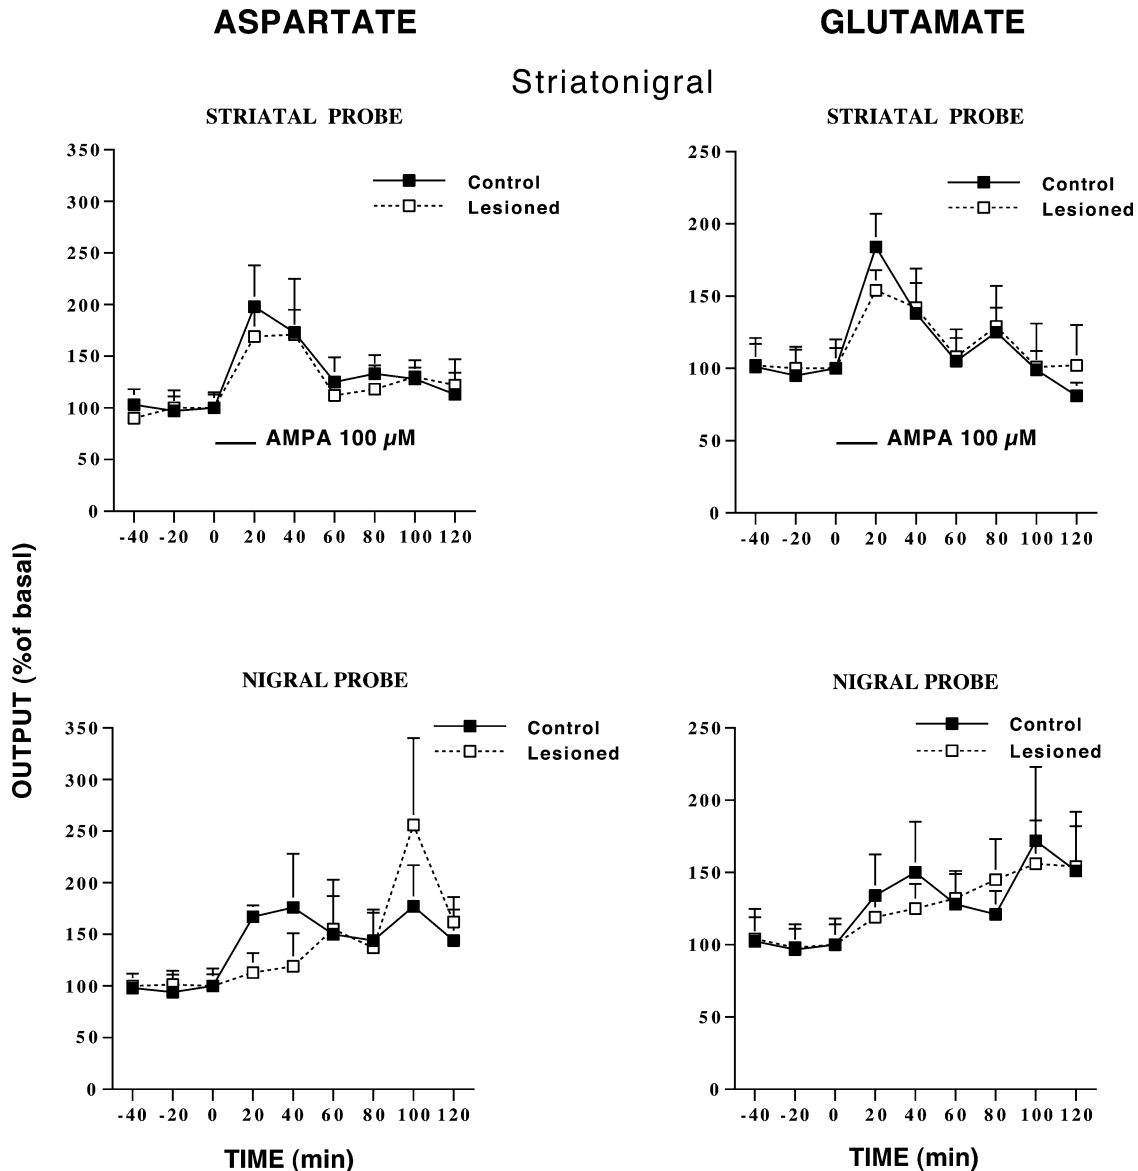 ASPARTATE
GLUTAMATE
Striatonigral
STRIATAL PROBE
350
300
250
200
150
100
50
0
Control
Lesioned
AMPA 100 µM
-40 -20 0 20 40 60 80 100 120
STRIATAL PROBE
250
200
150
100
50
0
Control
Lesioned
AMPA 100 µM
-40 -20 0 20 40 60 80 100 120
OUTPUT (%of basal)
NIGRAL PROBE
350
300
250
200
150
100
50
0
Control
Lesioned
-40 -20 0 20 40 60 80 100 120
TIME (min)
NIGRAL PROBE
250
200
150
100
50
0
Control
Lesioned
-40 -20 0 20 40 60 80 100 120
TIME (min)